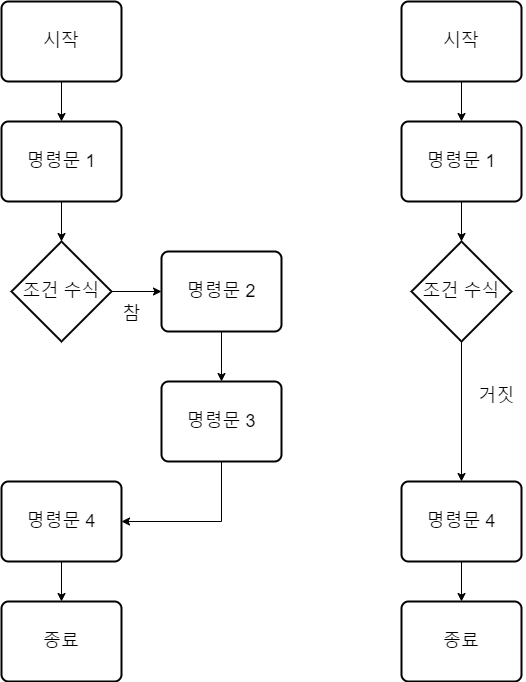 시작
명령문 1
조건 수식
참
명령문 2
명령문 3
명령문 4
종료
시작
명령문 1
조건 수식
거짓
명령문 4
종료